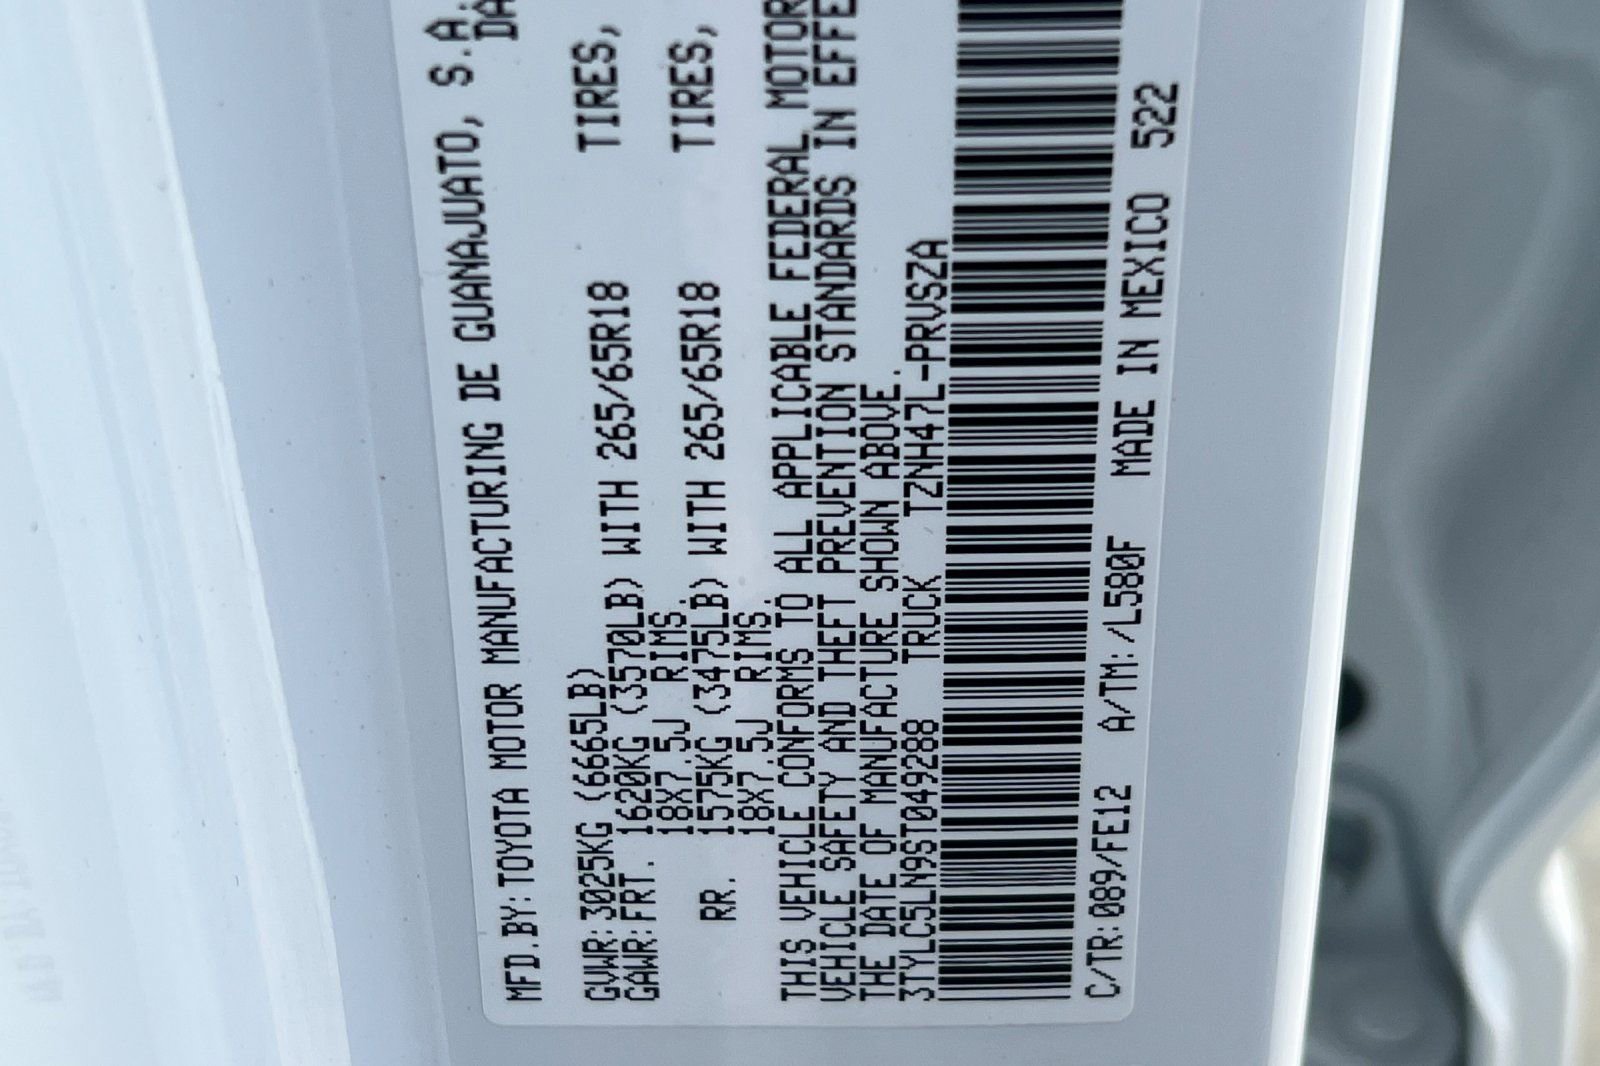 MFD.BY:TOYOTA MOTOR MANUFACTURING DE GUANAJUATO, S.A.
DA
GVWR:3025KG (6665LB)
GAWR:FRT. 1620KG (3570LB) WITH 265/65R18 TIRES,
18X7.5J RIMS.
RR. 1575KG (3475LB) WITH 265/65R18 TIRES,
18X7.5J RIMS.
THIS VEHICLE CONFORMS TO ALL APPLICABLE FEDERAL MOTOR
VEHICLE SAFETY AND THEFT PREVENTION STANDARDS IN EFFE
THE DATE OF MANUFACTURE SHOWN ABOVE.
3TYLC5LN9ST049288 TRUCK TZNH47L-PRVSZA
C/TR:089/FE12 A/TM:/L580F MADE IN MEXICO 522